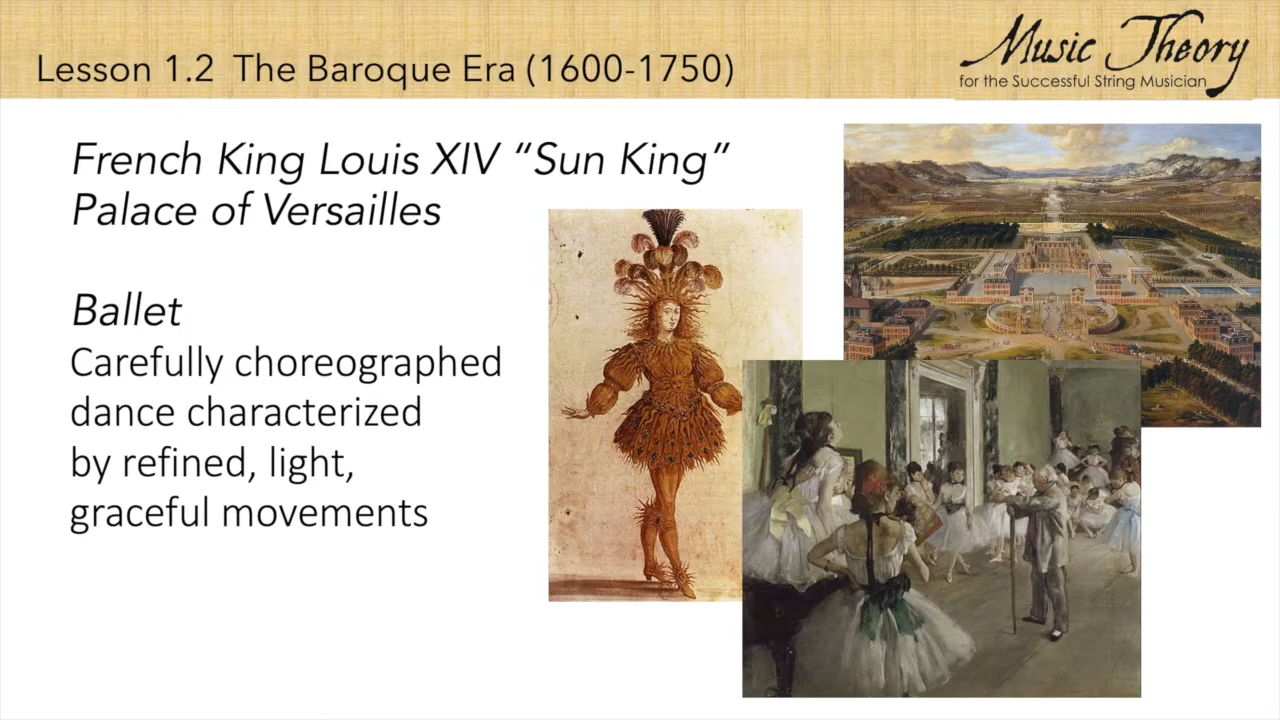 Lesson 1.2 The Baroque Era (1600-1750)
Music Theory
for the Successful String Musician
French King Louis XIV “Sun King”
Palace of Versailles
Ballet
Carefully choreographed
dance characterized
by refined, light,
graceful movements